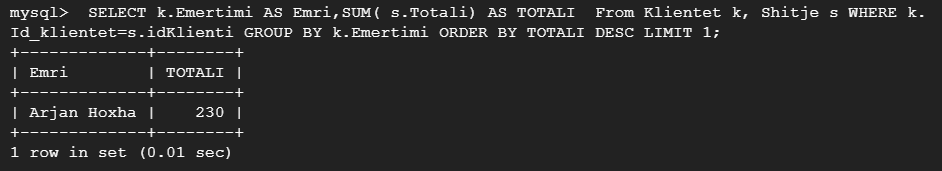 mysql>  SELECT k.Emertimi AS Emri,SUM( s.Totali) AS TOTALI  From Klientet k, Shitje s WHERE k.
Id_klientet=s.idKlienti GROUP BY k.Emertimi ORDER BY TOTALI DESC LIMIT 1;
+-------------+--------+
| Emri        | TOTALI |
+-------------+--------+
| Arjan Hoxha |    230 |
+-------------+--------+
1 row in set (0.01 sec)